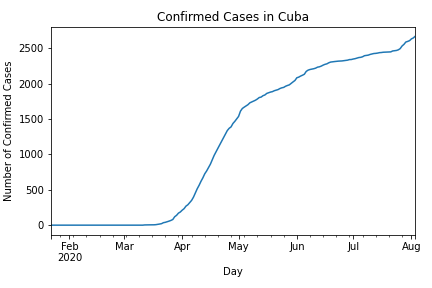 Confirmed Cases in Cuba
Number of Confirmed Cases
2500
2000
1500
1000
500
0
Feb Mar Apr May Jun Jul Aug
2020
Day